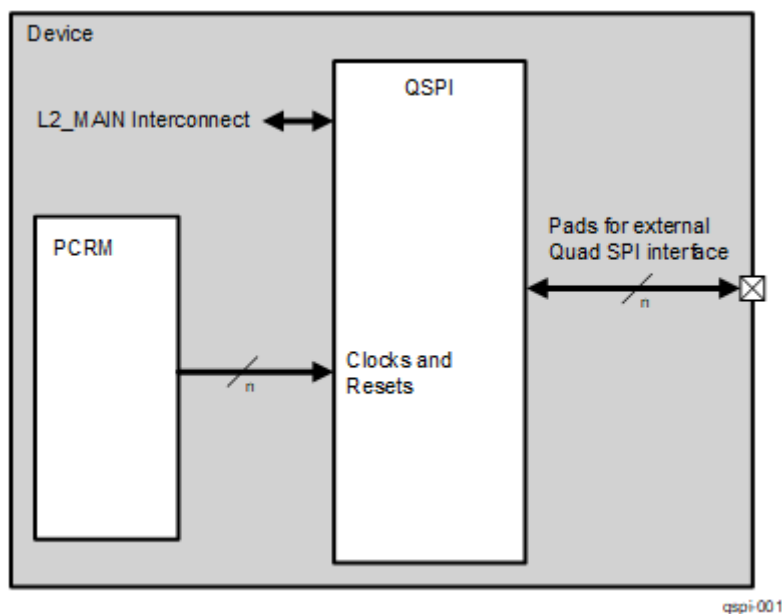 Device
QSPI
L2_MAIN Interconnect
PCRM
Pads for external
Quad SPI interface
n
Clocks and
Resets
n
qspi-001